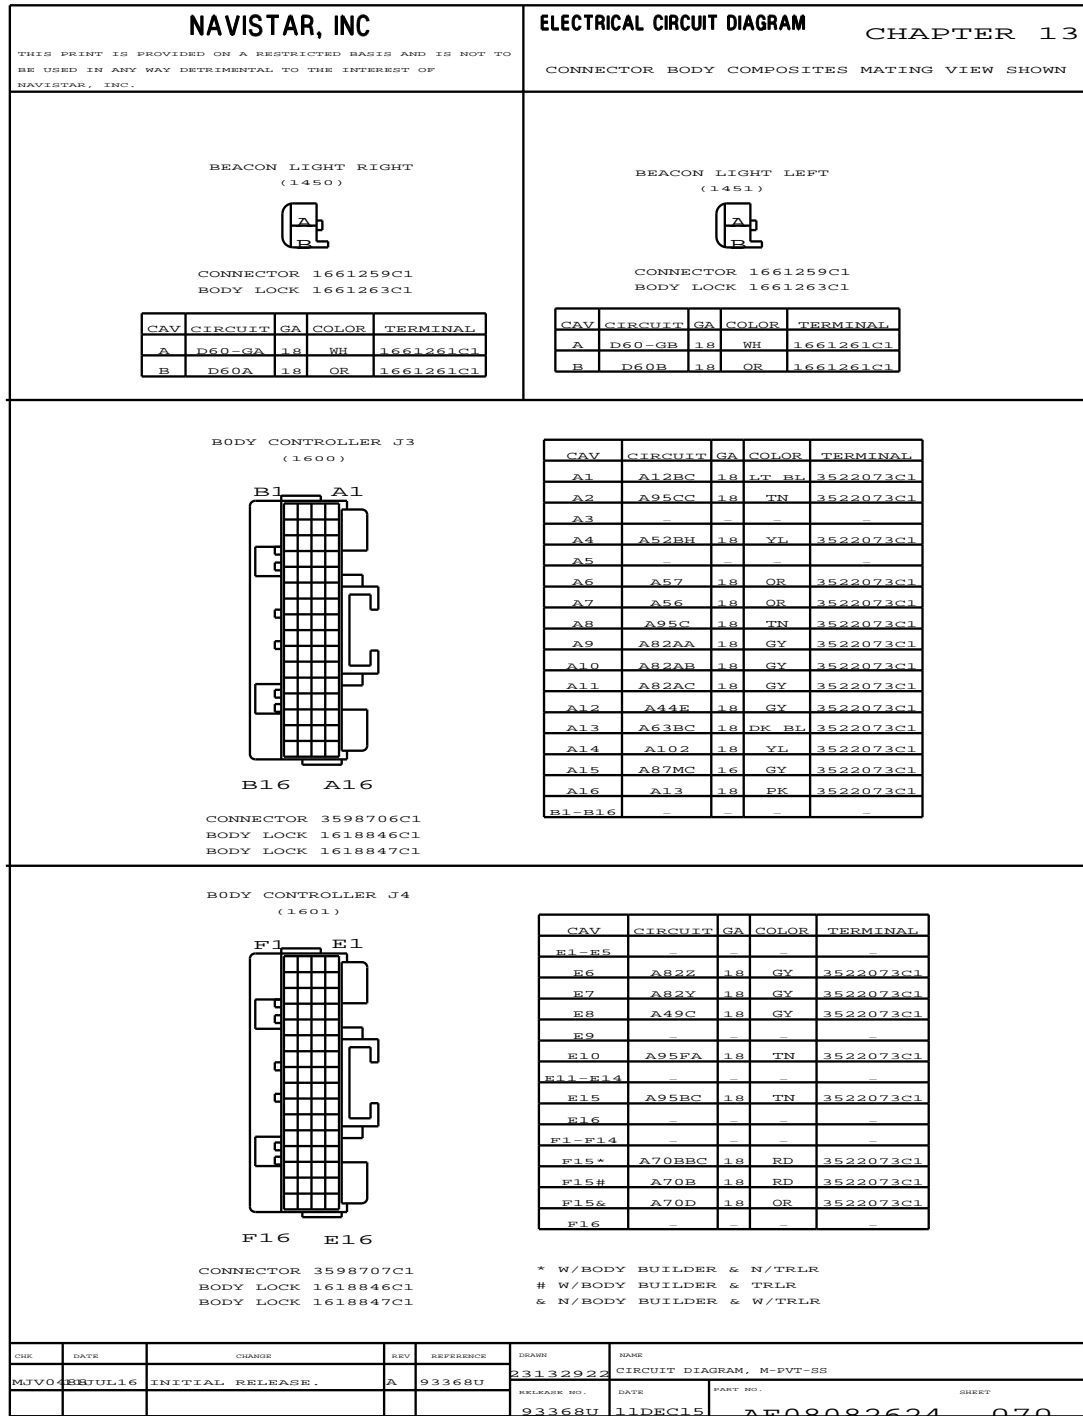 NAVISTAR, INC
THIS PRINT IS PROVIDED ON A RESTRICTED BASIS AND IS NOT TO
BE USED IN ANY WAY DETRIMENTAL TO THE INTEREST OF
NAVISTAR, INC.
ELECTRICAL CIRCUIT DIAGRAM CHAPTER 13
CONNECTOR BODY COMPOSITES MATING VIEW SHOWN
BEACON LIGHT RIGHT
(1450)
A
B
CONNECTOR 1661259C1
BODY LOCK 1661263C1
CAV CIRCUIT GA COLOR TERMINAL
A D60-GA 18 WH 1661261C1
B D60A 18 OR 1661261C1
BEACON LIGHT LEFT
(1451)
A
B
CONNECTOR 1661259C1
BODY LOCK 1661263C1
CAV CIRCUIT GA COLOR TERMINAL
A D60-GB 18 WH 1661261C1
B D60B 18 OR 1661261C1
BODY CONTROLLER J3
(1600)
B1 A1
B16 A16
CONNECTOR 3598706C1
BODY LOCK 1618846C1
BODY LOCK 1618847C1
CAV CIRCUIT GA COLOR TERMINAL
A1 A12BC 18 LT BL 3522073C1
A2 A95CC 18 TN 3522073C1
A3 – – – –
A4 A52BH 18 YL 3522073C1
A5 – – – –
A6 A57 18 OR 3522073C1
A7 A56 18 OR 3522073C1
A8 A95C 18 TN 3522073C1
A9 A82AA 18 GY 3522073C1
A10 A82AB 18 GY 3522073C1
A11 A82AC 18 GY 3522073C1
A12 A44E 18 GY 3522073C1
A13 A63BC 18 DK BL 3522073C1
A14 A102 18 YL 3522073C1
A15 A87MC 16 GY 3522073C1
A16 A13 18 PK 3522073C1
B1-B16 – – – –
BODY CONTROLLER J4
(1601)
F1 E1
F16 E16
CONNECTOR 3598707C1
BODY LOCK 1618846C1
BODY LOCK 1618847C1
CAV CIRCUIT GA COLOR TERMINAL
E1-E5 – – – –
E6 A82Z 18 GY 3522073C1
E7 A82Y 18 GY 3522073C1
E8 A49C 18 GY 3522073C1
E9 – – – –
E10 A95FA 18 TN 3522073C1
E11-E14 – – – –
E15 A95BC 18 TN 3522073C1
E16 – – – –
F1-F14 – – – –
F15* A70BBC 18 RD 3522073C1
F15# A70B 18 RD 3522073C1
F15& A70D 18 OR 3522073C1
F16 – – – –
* W/BODY BUILDER & N/TRLR
# W/BODY BUILDER & TRLR
& N/BODY BUILDER & W/TRLR
CHK DATE CHANGE REV REFERENCE
INITIAL RELEASE. A 93368U
DRAWN
23132922
NAME
CIRCUIT DIAGRAM, M-PVT-SS
RELEASE NO.
93368U
DATE
11DEC15
PART NO.
AE08082624
SHEET
079